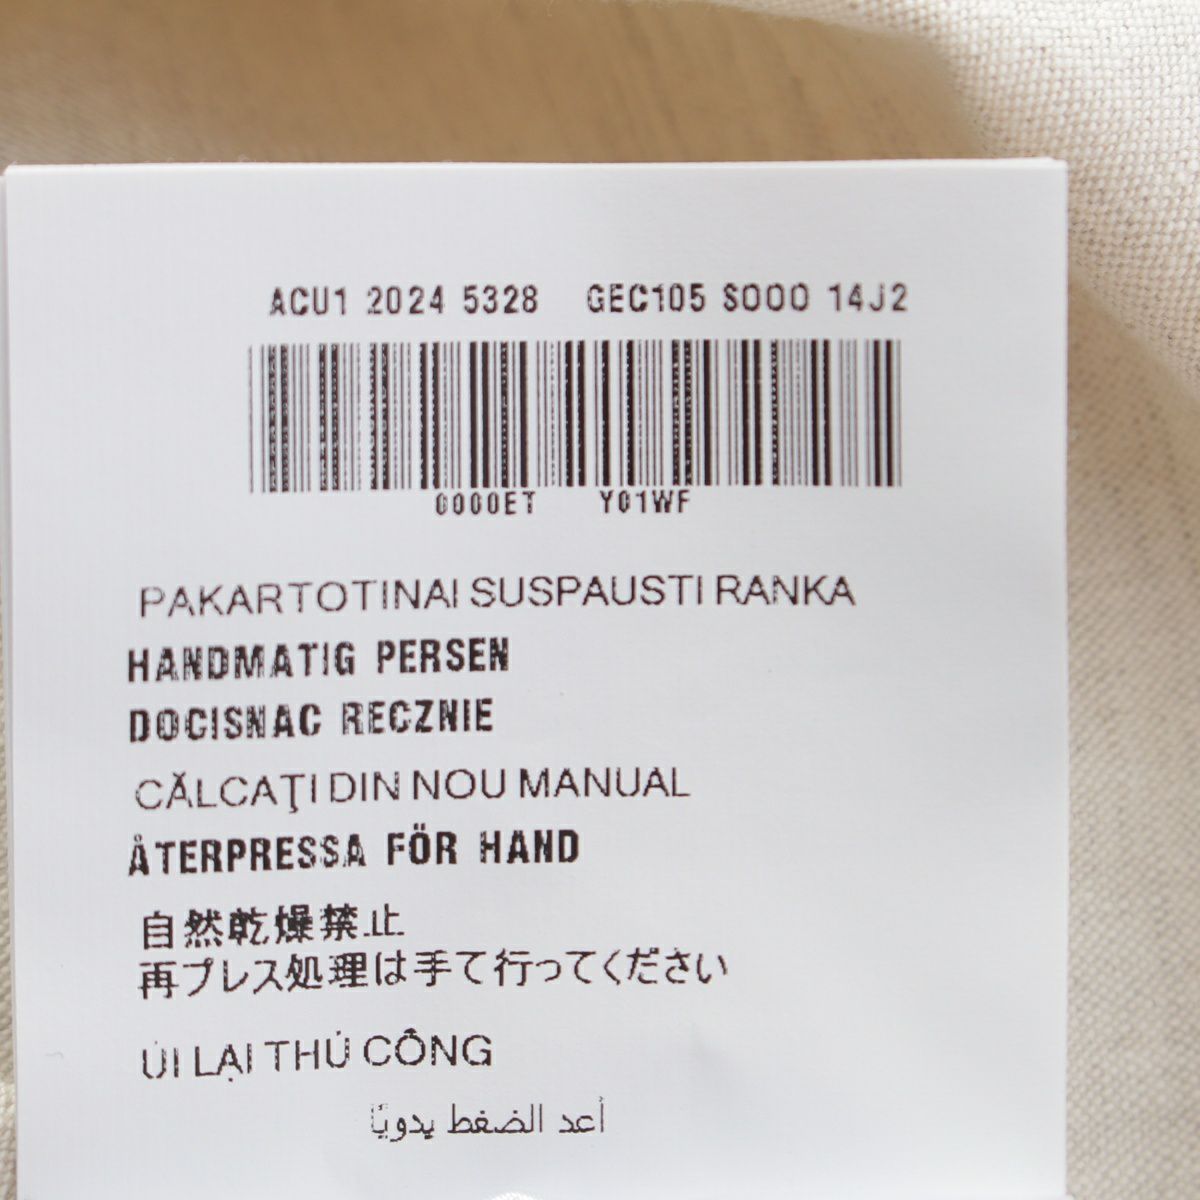 ACU1 2024 5328 GEC105 S000 14J2
0000ET Y01WF
PAKARTOTINAI SUSPAUSTI RANKA
HANDMATIG PERSEN
DOCISNAC RECZNIE
CĂLCAŢI DIN NOU MANUAL
ÅTERPRESSA FÖR HAND
自然乾燥禁止
再プレス処理は手て行ってください
ỦI LẠI THỦ CÔNG
أعد الضغط يدويًا